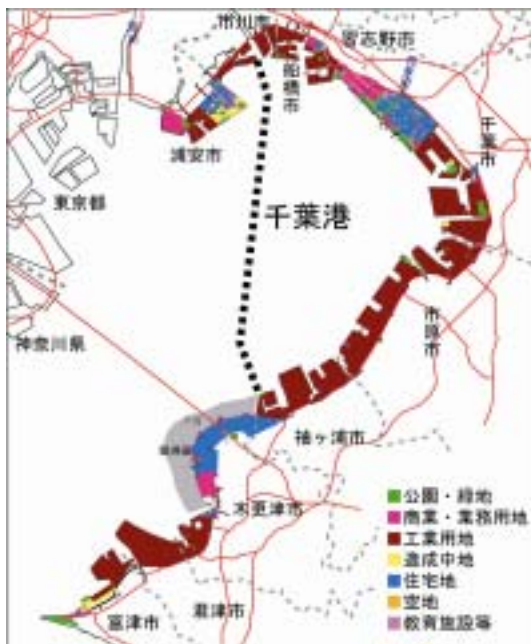 市川市
習志野市
船橋市
千葉市
浦安市
東京都
千葉港
市原市
神奈川県
袖ヶ浦市
木更津市
君津市
富津市
公園・緑地
商業・業務用地
工業用地
造成中地
住宅地
空地
教育施設等